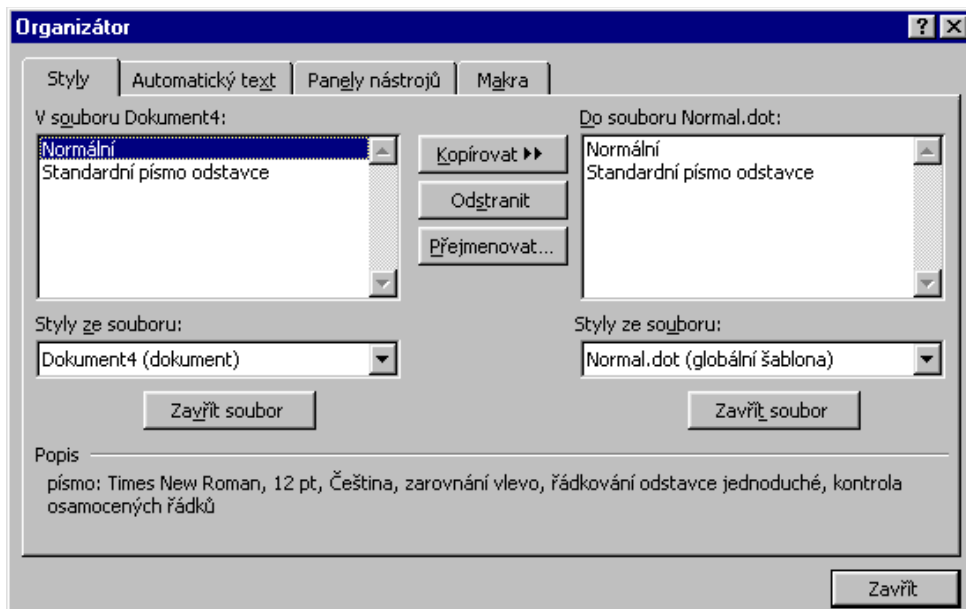 Organizátor
Styly Automatický text Panely nástrojů Makra
V souboru Dokument4: Do souboru Normal.dot:
Normální Kopírovat Normální
Standardní písmo odstavce Standardní písmo odstavce
Odstranit
Přejmenovat...
Styly ze souboru: Styly ze souboru:
Dokument4 (dokument) Normal.dot (globální šablona)
Zavřít soubor Zavřít soubor
Popis
písmo: Times New Roman, 12 pt, Čeština, zarovnání vlevo, řádkování odstavce jednoduché, kontrola
osamocených řádků
Zavřít